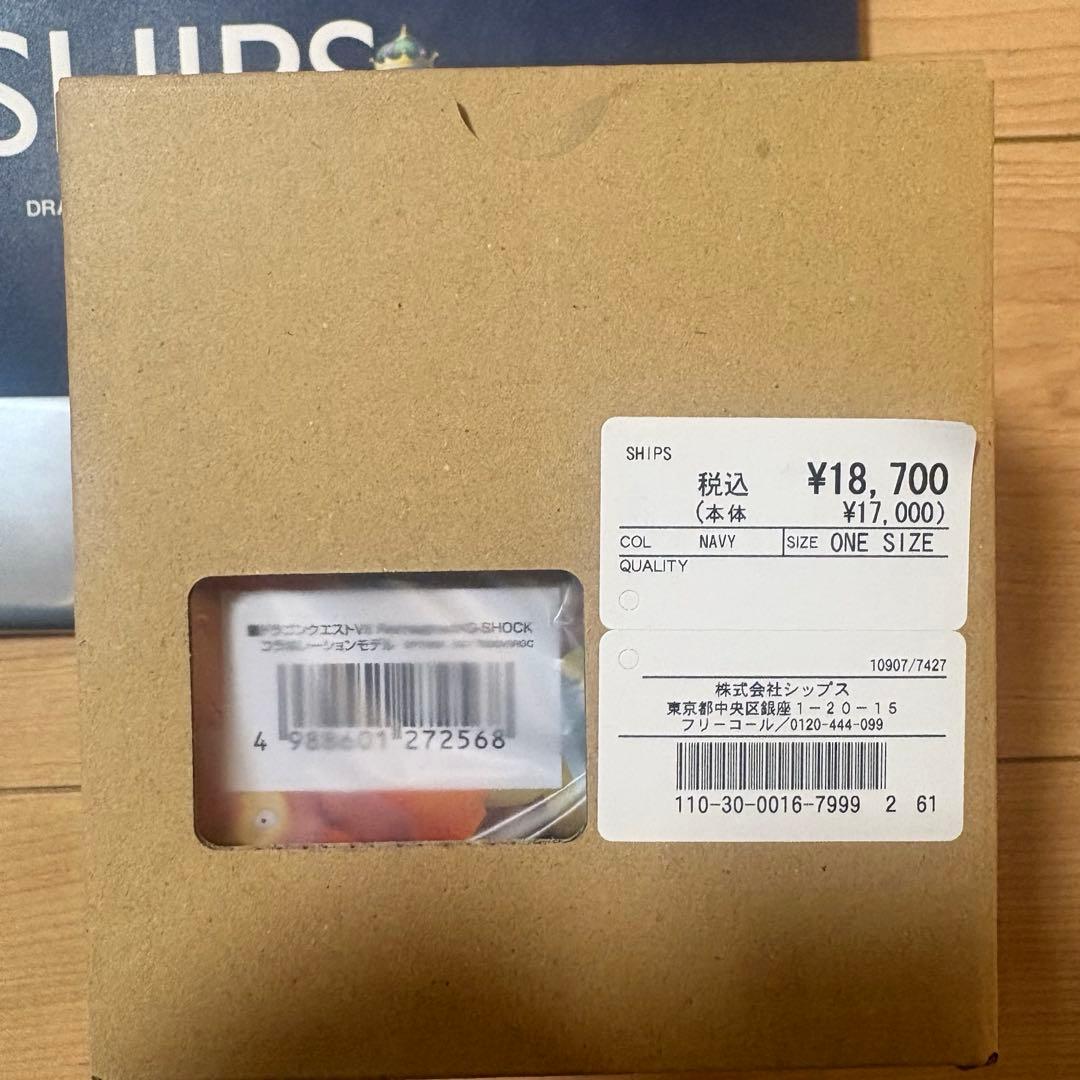 SHIPS
DRA
SHIPS
税込 ¥18,700
(本体 ¥17,000)
COL NAVY SIZE ONE SIZE
QUALITY
10907/7427
株式会社シップス
東京都中央区銀座1-20-15
フリーコール/0120-444-099
110-30-0016-7999 2 61
■ドラゴンクエストVII G-SHOCK
コラボレーションモデル
4 988601 272568